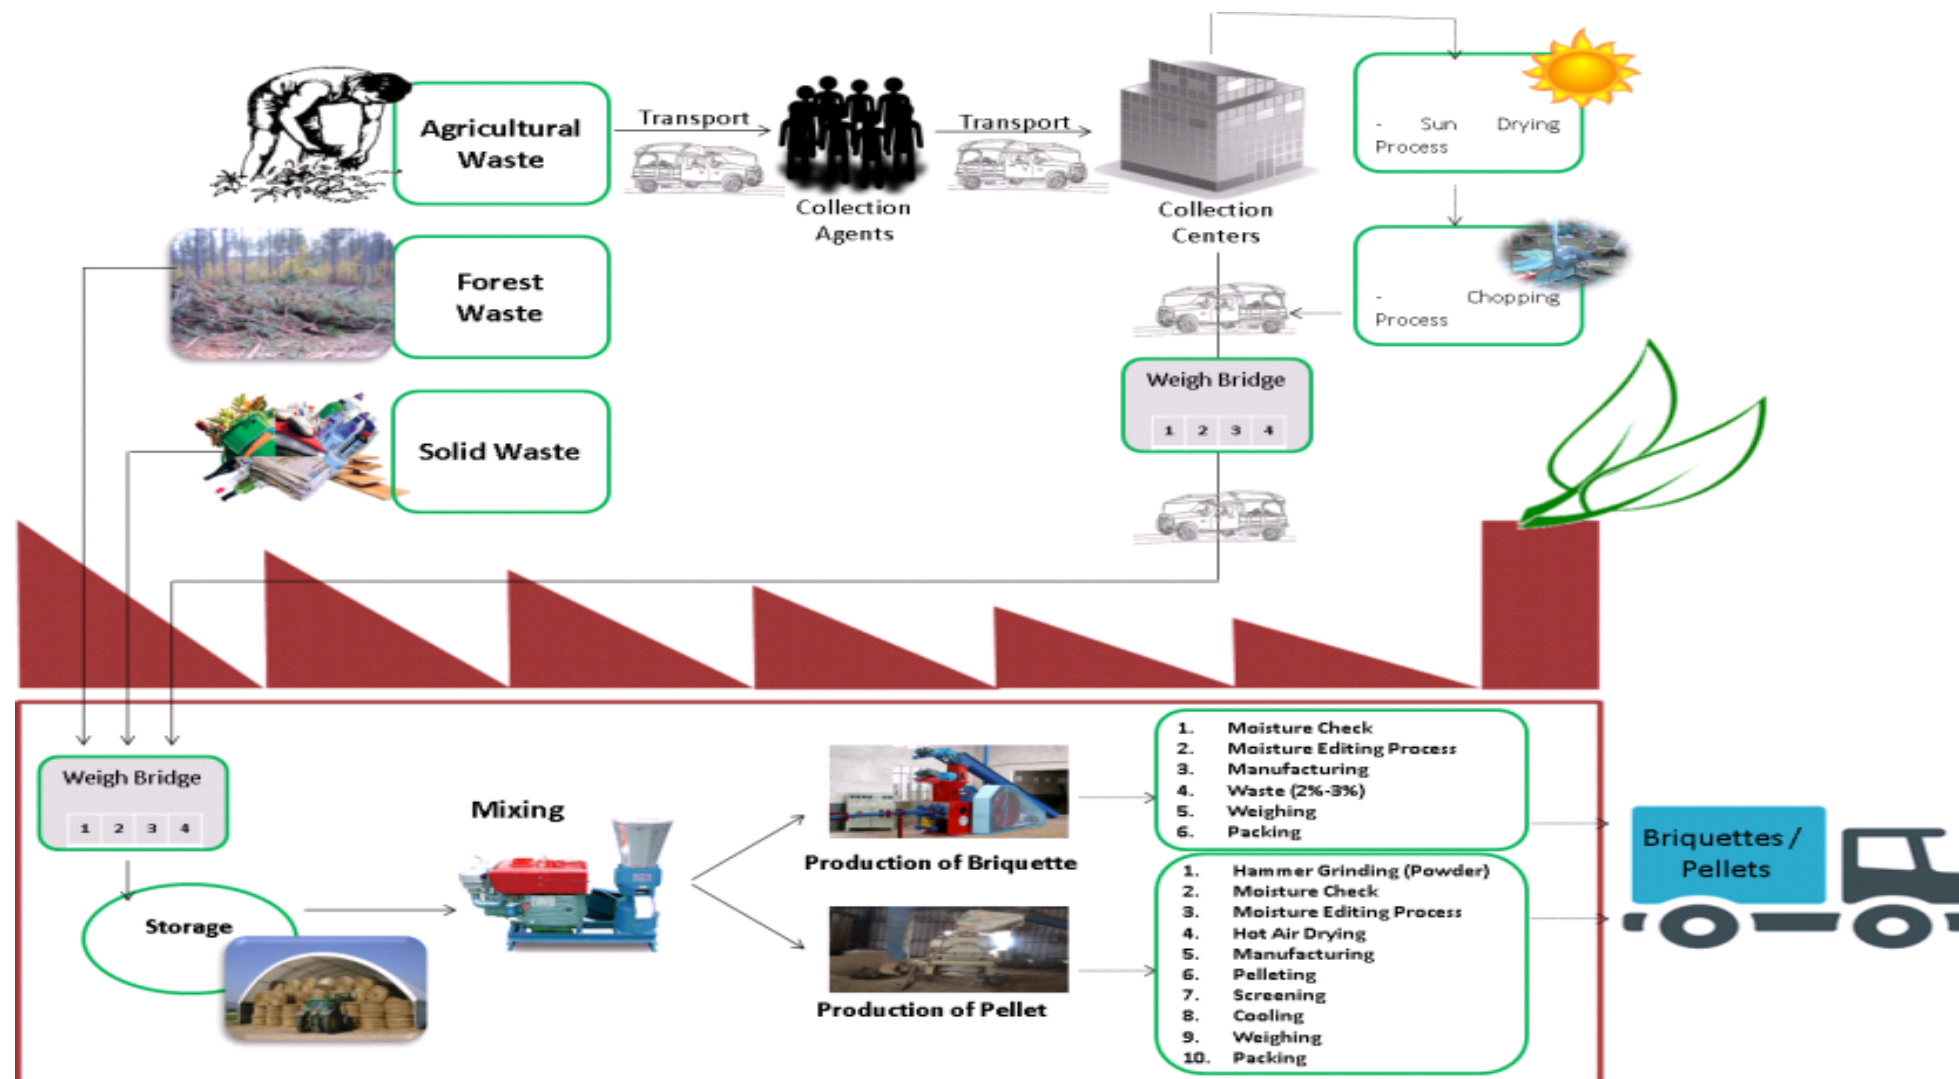 Agricultural
Waste
Transport
Collection
Agents
Transport
Collection
Centers
- Sun Drying
Process
- Chopping
Process
Forest
Waste
Solid Waste
Weigh Bridge
1 2 3 4
Weigh Bridge
1 2 3 4
Storage
Mixing
Production of Briquette
Production of Pellet
1. Moisture Check
2. Moisture Editing Process
3. Manufacturing
4. Waste (2%-3%)
5. Weighing
6. Packing
1. Hammer Grinding (Powder)
2. Moisture Check
3. Moisture Editing Process
4. Hot Air Drying
5. Manufacturing
6. Pelleting
7. Screening
8. Cooling
9. Weighing
10. Packing
Briquettes /
Pellets